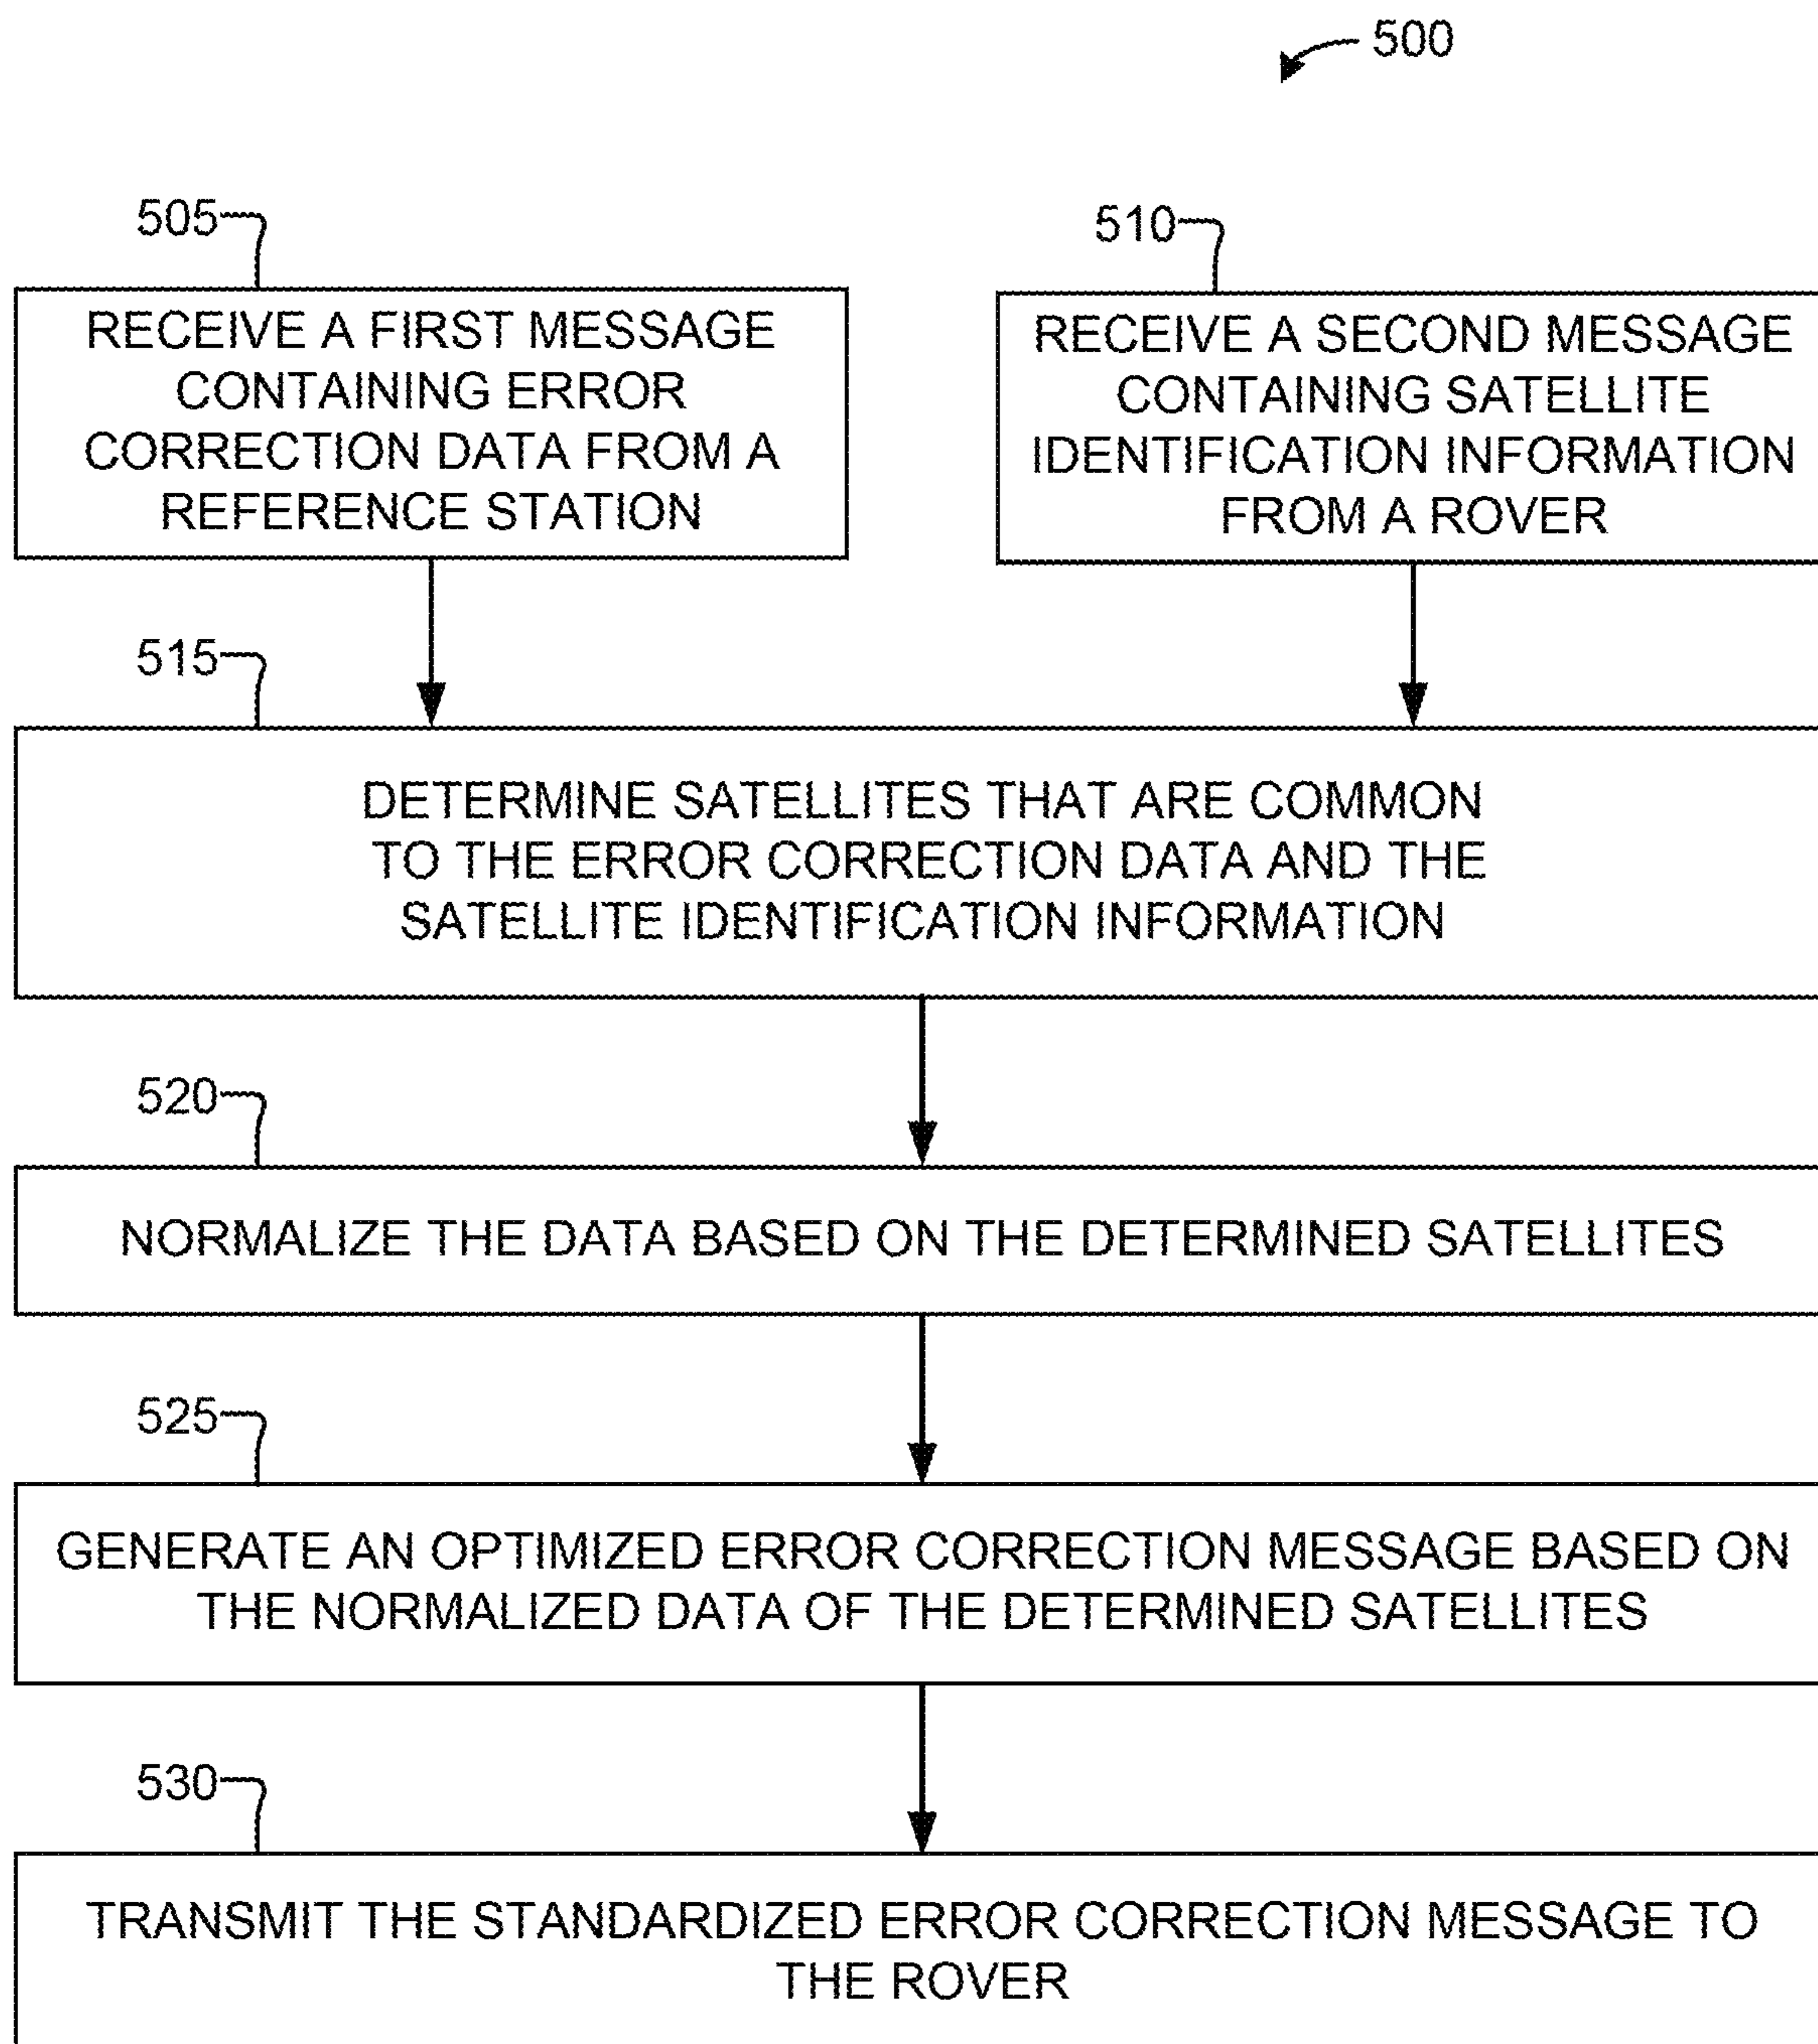 500
505
RECEIVE A FIRST MESSAGE
CONTAINING ERROR
CORRECTION DATA FROM A
REFERENCE STATION
510
RECEIVE A SECOND MESSAGE
CONTAINING SATELLITE
IDENTIFICATION INFORMATION
FROM A ROVER
515
DETERMINE SATELLITES THAT ARE COMMON
TO THE ERROR CORRECTION DATA AND THE
SATELLITE IDENTIFICATION INFORMATION
520
NORMALIZE THE DATA BASED ON THE DETERMINED SATELLITES
525
GENERATE AN OPTIMIZED ERROR CORRECTION MESSAGE BASED ON
THE NORMALIZED DATA OF THE DETERMINED SATELLITES
530
TRANSMIT THE STANDARDIZED ERROR CORRECTION MESSAGE TO
THE ROVER